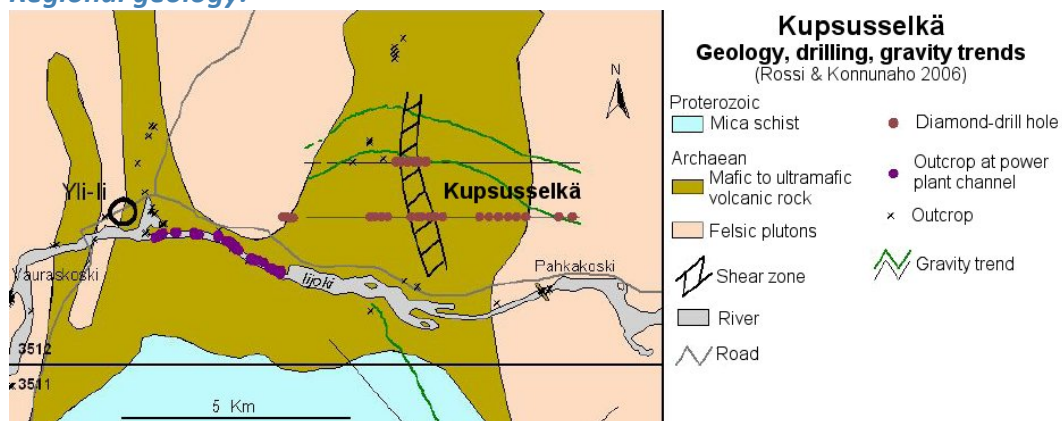 Regional geology:
Kupsusselkä
Geology, drilling, gravity trends
(Rossi & Konnunaho 2006)
Proterozoic
Mica schist
Archaean
Mafic to ultramafic
volcanic rock
Felsic plutons
Shear zone
River
Road
Diamond-drill hole
Outcrop at power
plant channel
Outcrop
Gravity trend
N
Yli-Ii
Kupsusselkä
Vauraskoski
Iijoki
Pahkakoski
3512
3511
5 Km